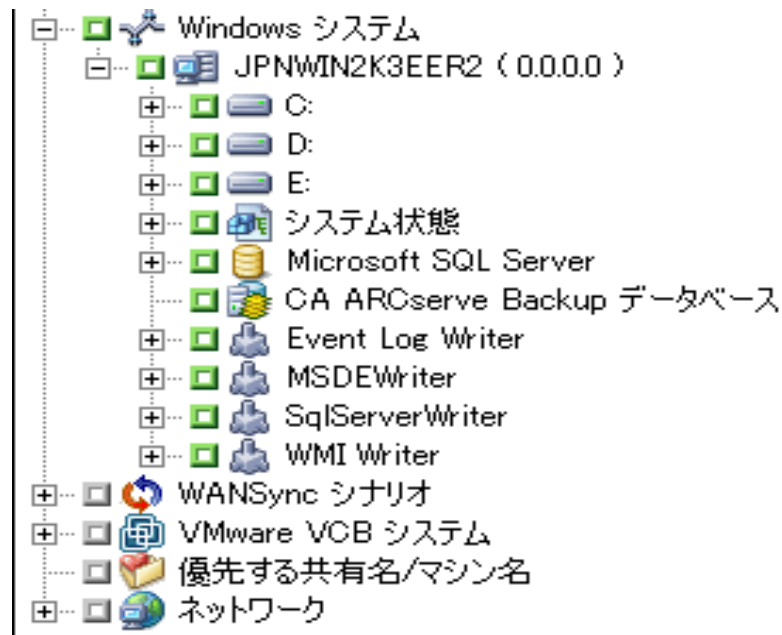 Windows システム
JPNWIN2K3EER2 ( 0.0.0.0 )
C:
D:
E:
システム状態
Microsoft SQL Server
CA ARCserve Backup データベース
Event Log Writer
MSDEWriter
SqlServerWriter
WMI Writer
WANSync シナリオ
VMware VCB システム
優先する共有名/マシン名
ネットワーク